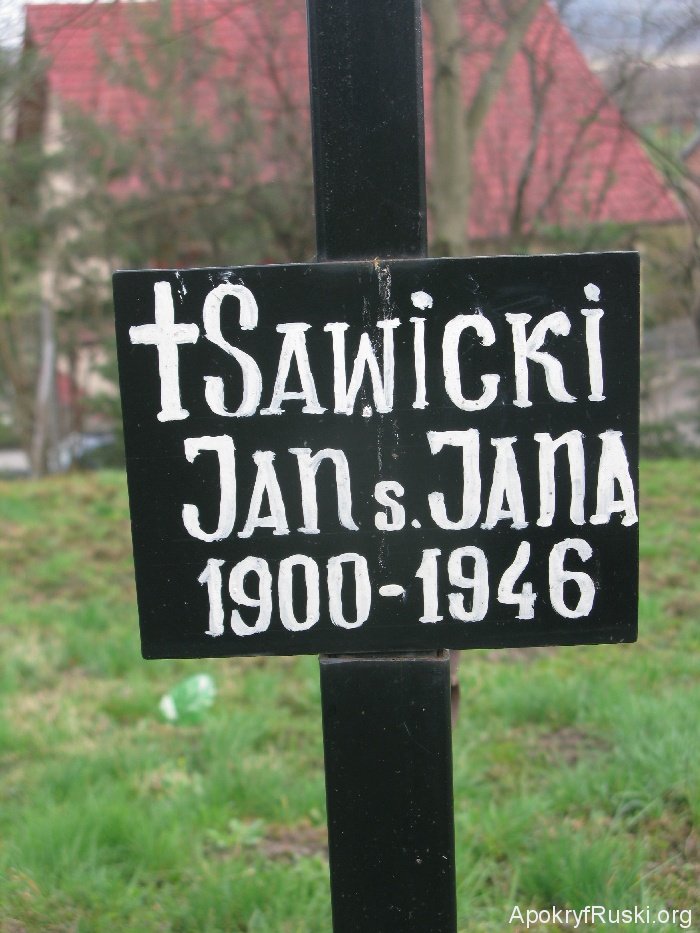 †Sawicki
Jan s. Jana
1900-1946
ApokryfRuski.org